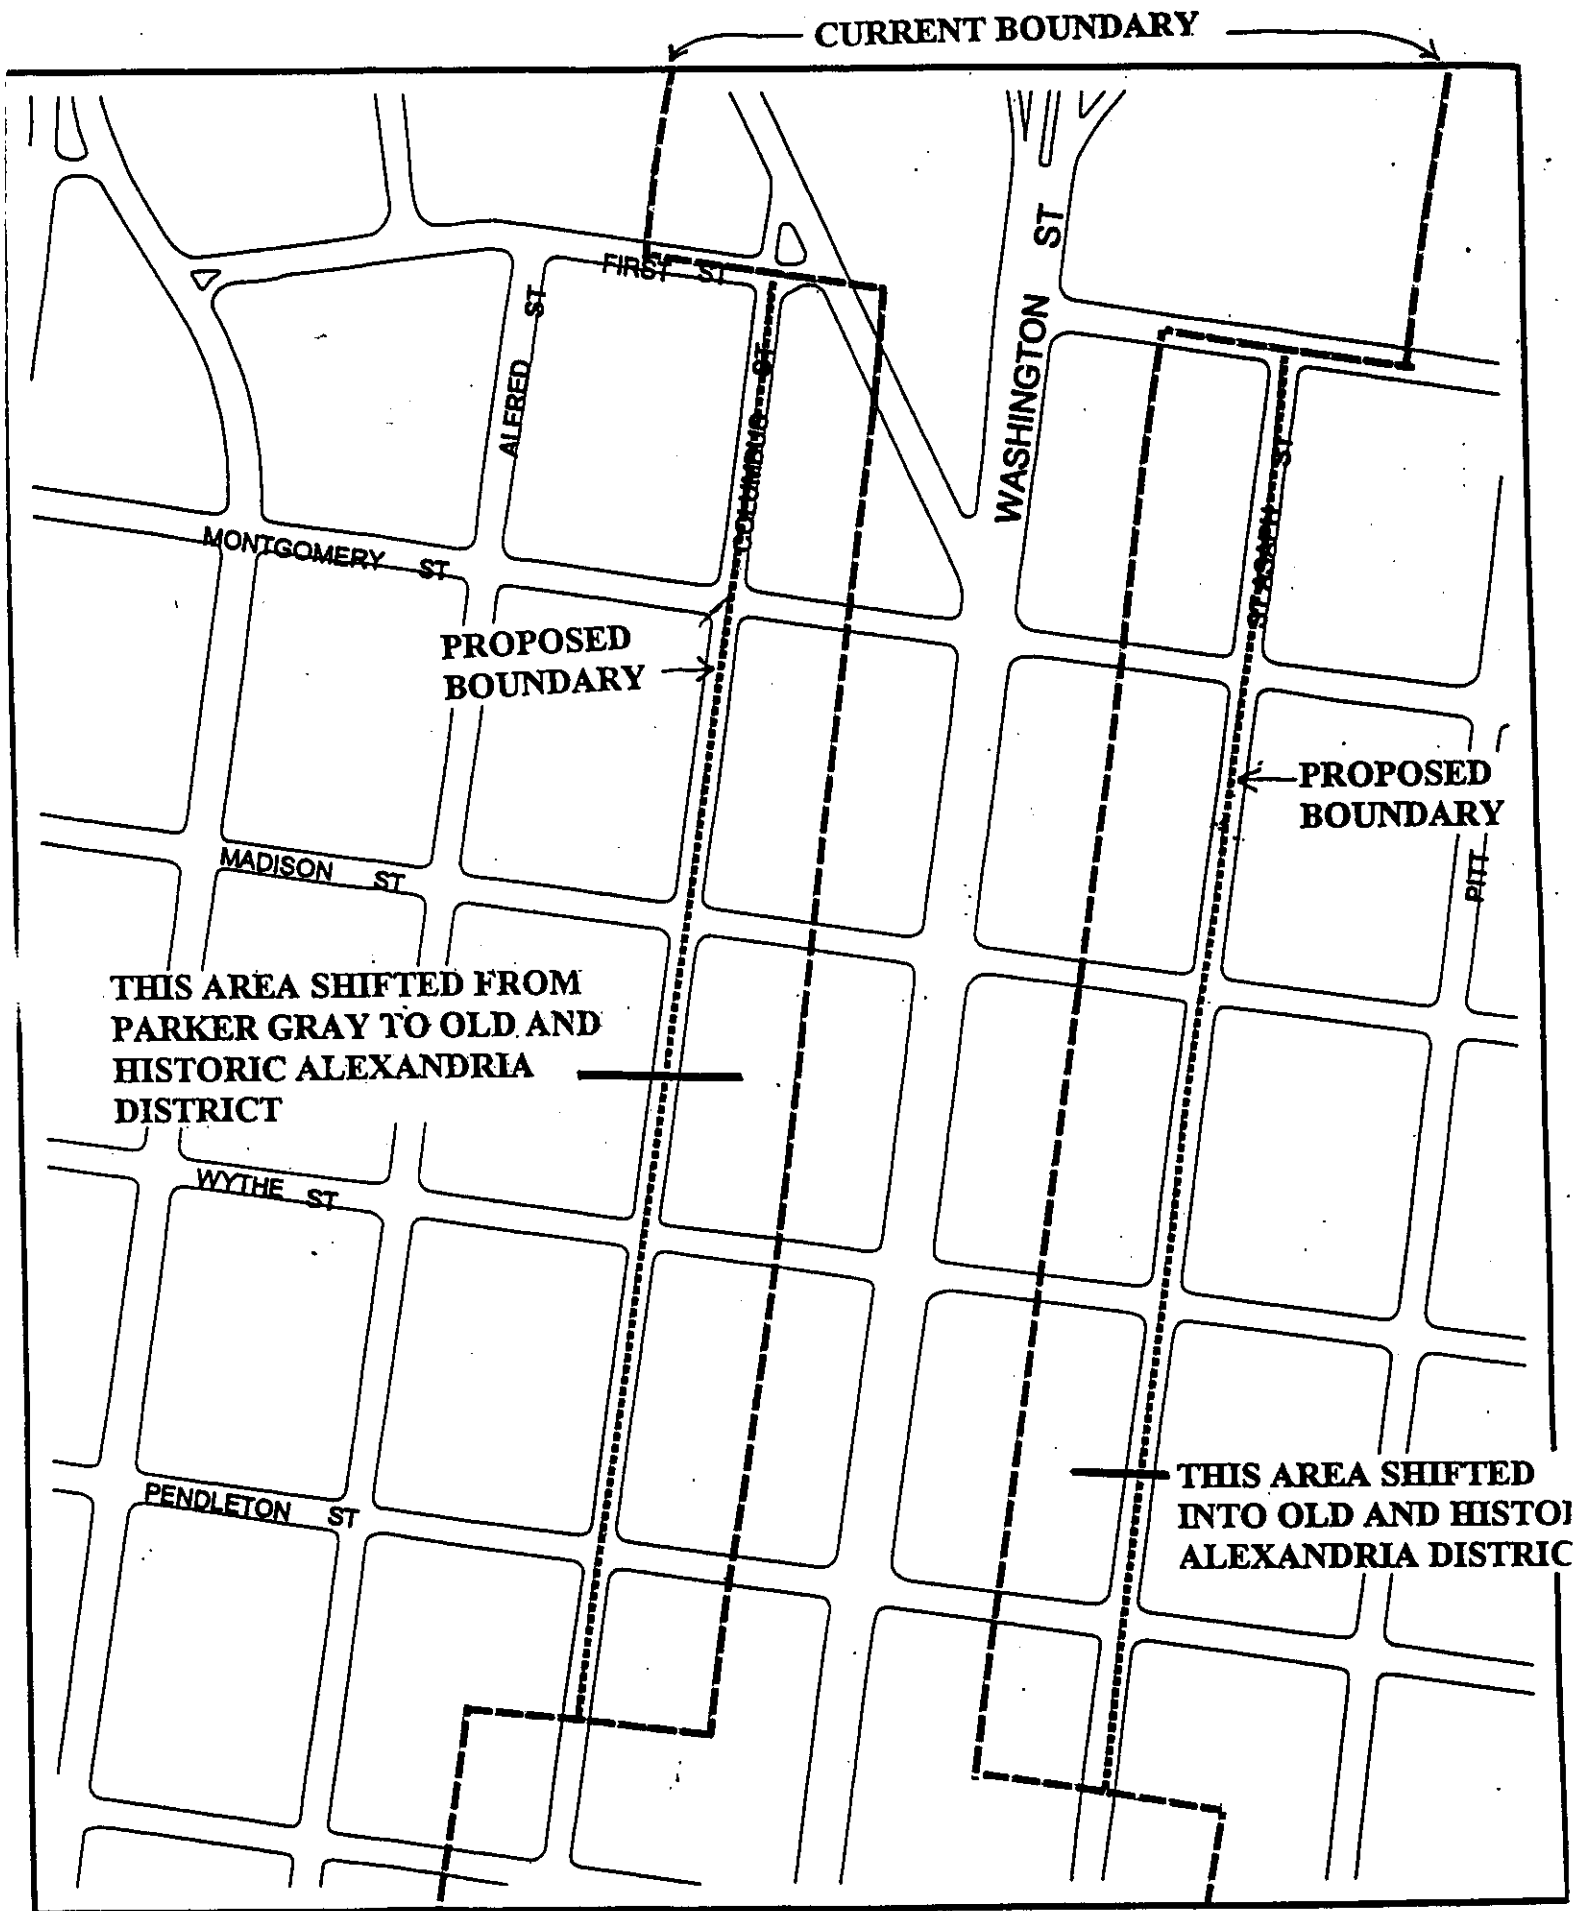 CURRENT BOUNDARY
FIRST ST
ALFRED ST
COLUMBUS ST
WASHINGTON ST
ST ASAPH ST
MONTGOMERY ST
PROPOSED
BOUNDARY
PROPOSED
BOUNDARY
MADISON ST
PITT
THIS AREA SHIFTED FROM
PARKER GRAY TO OLD AND
HISTORIC ALEXANDRIA
DISTRICT
WYTHE ST
PENDLETON ST
THIS AREA SHIFTED
INTO OLD AND HISTOR
ALEXANDRIA DISTRIC